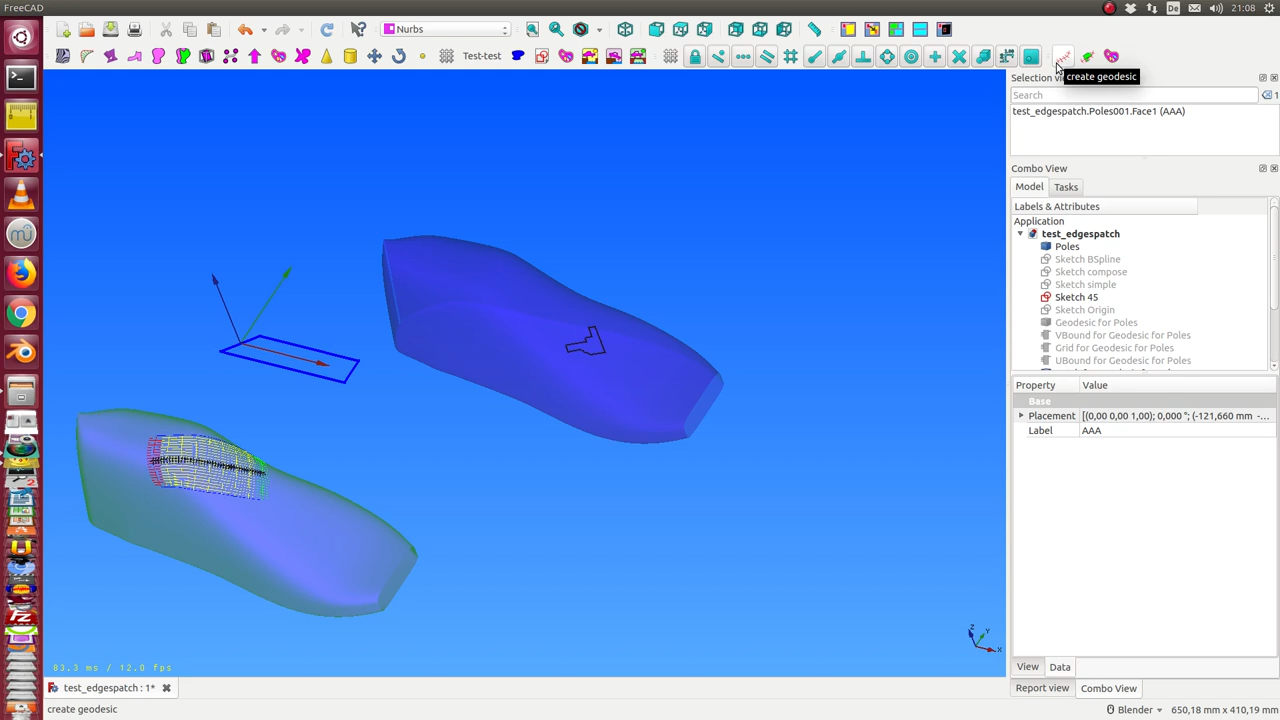 FreeCAD
De
21:08
Nurbs
Test-test
create geodesic
Selection view
Search
1
test_edgespatch.Poles001.Face1 (AAA)
Combo View
Model
Tasks
Labels & Attributes
Application
test_edgespatch
Poles
Sketch BSpline
Sketch compose
Sketch simple
Sketch 45
Sketch Origin
Geodesic for Poles
VBound for Geodesic for Poles
Grid for Geodesic for Poles
UBound for Geodesic for Poles
Property
Value
Base
Placement
[(0,00 0,00 1,00); 0,000 °; (-121,660 mm -...
Label
AAA
Z
Y
X
83.3 ms / 12.0 fps
View
Data
test_edgespatch : 1*
Report view
Combo View
create geodesic
Blender
650,18 mm x 410,19 mm